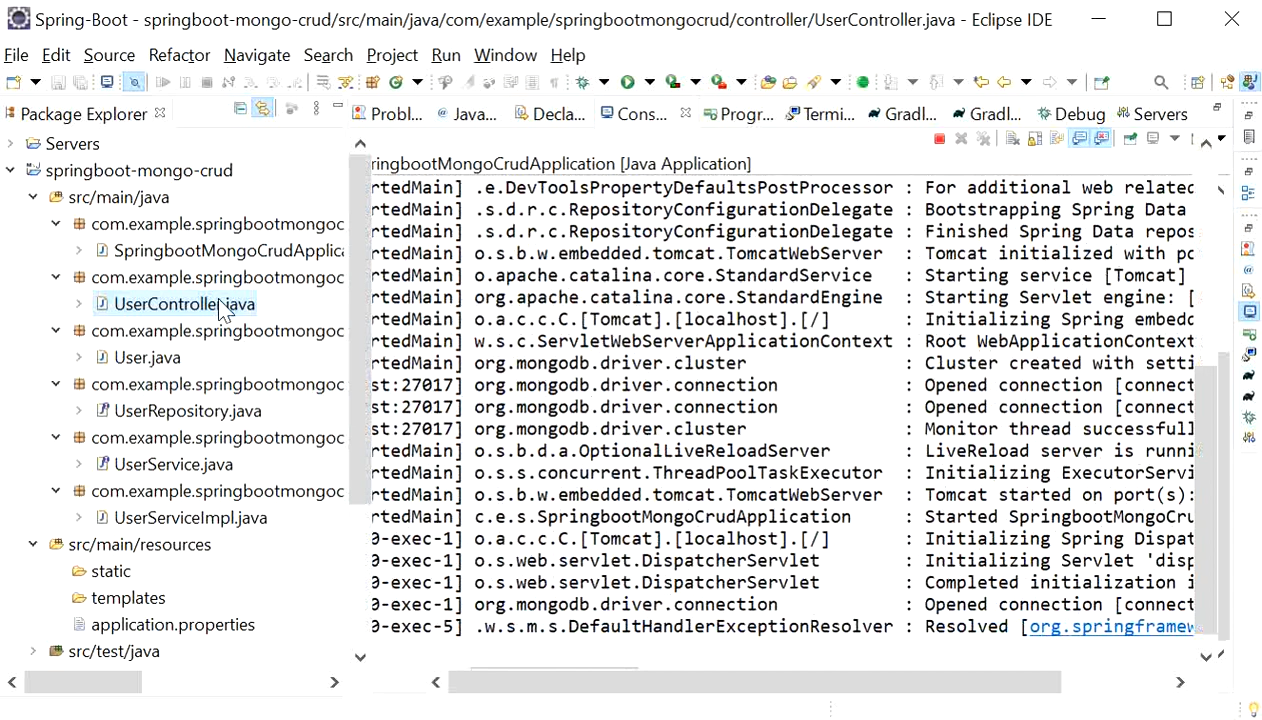 Spring-Boot - springboot-mongo-crud/src/main/java/com/example/springbootmongocrud/controller/UserController.java - Eclipse IDE
File Edit Source Refactor Navigate Search Project Run Window Help
Package Explorer
Proble... Java... Decla... Cons... Progr... Termi... Gradl... Gradl... Debug Servers
Servers
springboot-mongo-crud
src/main/java
com.example.springbootmongoc
SpringbootMongoCrudApplica
com.example.springbootmongoc
UserController.java
com.example.springbootmongoc
User.java
com.example.springbootmongoc
UserRepository.java
com.example.springbootmongoc
UserService.java
com.example.springbootmongoc
UserServiceImpl.java
src/main/resources
static
templates
application.properties
src/test/java
ringbootMongoCrudApplication [Java Application]
rtedMain] .e.DevToolsPropertyDefaultsPostProcessor : For additional web related
rtedMain] .s.d.r.c.RepositoryConfigurationDelegate : Bootstrapping Spring Data
rtedMain] .s.d.r.c.RepositoryConfigurationDelegate : Finished Spring Data repos
rtedMain] o.s.b.w.embedded.tomcat.TomcatWebServer : Tomcat initialized with po
rtedMain] o.apache.catalina.core.StandardService : Starting service [Tomcat]
rtedMain] org.apache.catalina.core.StandardEngine : Starting Servlet engine: [
rtedMain] o.a.c.c.C.[Tomcat].[localhost].[/] : Initializing Spring embedd
rtedMain] w.s.c.ServletWebServerApplicationContext : Root WebApplicationContext
rtedMain] org.mongodb.driver.cluster : Cluster created with setti
st:27017] org.mongodb.driver.connection : Opened connection [connect
st:27017] org.mongodb.driver.connection : Opened connection [connect
st:27017] org.mongodb.driver.cluster : Monitor thread successfull
rtedMain] o.s.b.d.a.OptionalLiveReloadServer : LiveReload server is runni
rtedMain] o.s.s.concurrent.ThreadPoolTaskExecutor : Initializing ExecutorServi
rtedMain] o.s.b.w.embedded.tomcat.TomcatWebServer : Tomcat started on port(s):
rtedMain] c.e.s.SpringbootMongoCrudApplication : Started SpringbootMongoCru
0-exec-1] o.a.c.c.C.[Tomcat].[localhost].[/] : Initializing Spring Dispat
0-exec-1] o.s.web.servlet.DispatcherServlet : Initializing Servlet 'disp
0-exec-1] o.s.web.servlet.DispatcherServlet : Completed initialization i
0-exec-1] org.mongodb.driver.connection : Opened connection [connect
0-exec-5] .w.s.m.s.DefaultHandlerExceptionResolver : Resolved [org.springframew